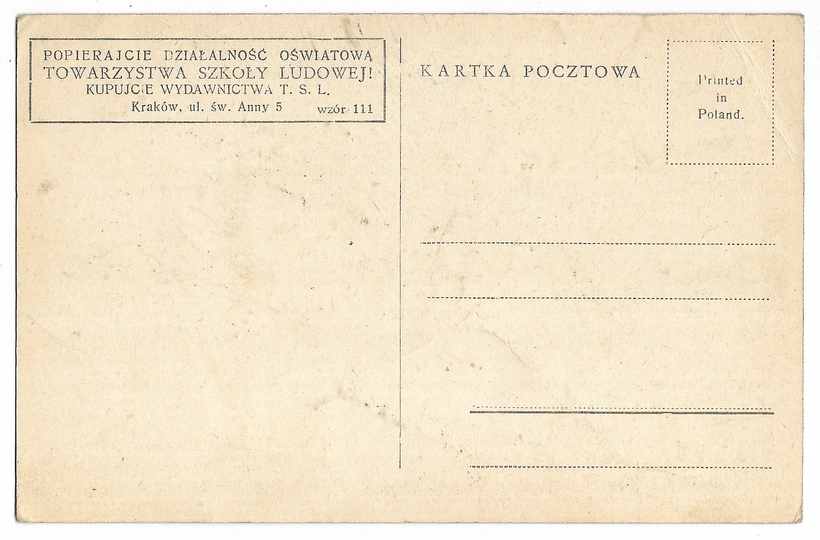 POPIERAJCIE DZIAŁALNOŚĆ OŚWIATOWĄ
TOWARZYSTWA SZKOŁY LUDOWEJ!
KUPUJCIE WYDAWNICTWA T. S. L.
Kraków, ul. św. Anny 5 wzór 111
KARTKA POCZTOWA
Printed
in
Poland.